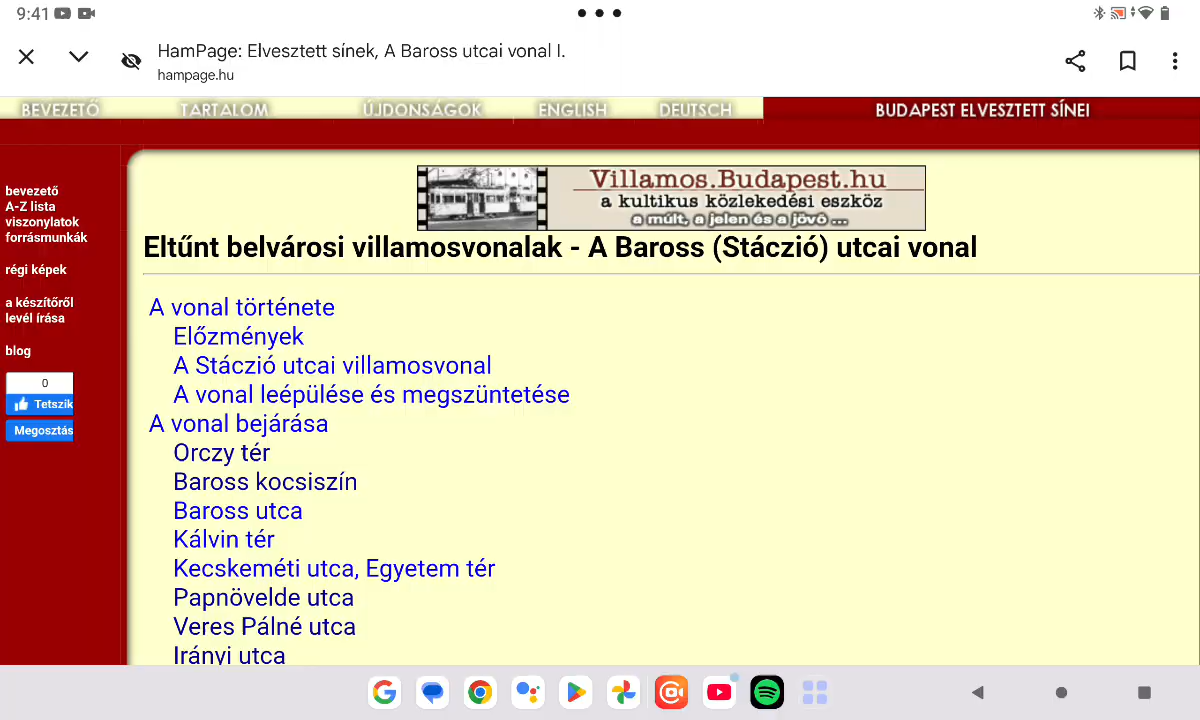 9:41
HamPage: Elvesztett sínek, A Baross utcai vonal I.
hampage.hu
BEVEZETŐ TARTALOM ÚJDONSÁGOK ENGLISH DEUTSCH BUDAPEST ELVESZTETT SÍNEI
bevezető
A-Z lista
viszonylatok
forrásmunkák
régi képek
a készítőről
levél írása
blog
0
Tetszik
Megosztás
Villamos.Budapest.hu
a kultikus közlekedési eszköz
a múlt, a jelen és a jövő ...
Eltűnt belvárosi villamosvonalak - A Baross (Stáczió) utcai vonal
A vonal története
Előzmények
A Stáczió utcai villamosvonal
A vonal leépülése és megszüntetése
A vonal bejárása
Orczy tér
Baross kocsiszín
Baross utca
Kálvin tér
Kecskeméti utca, Egyetem tér
Papnövelde utca
Veres Pálné utca
Irányi utca